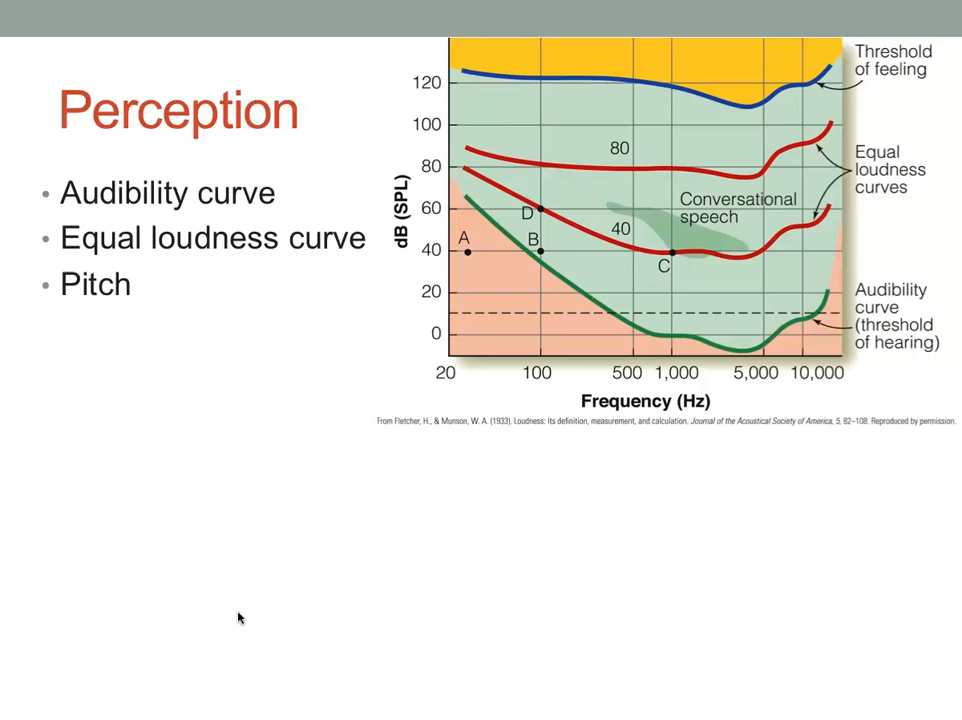 Perception
• Audibility curve
• Equal loudness curve
• Pitch
dB (SPL)
120
100
80
60
40
20
0
80
40
A
B
C
D
Conversational
speech
Threshold
of feeling
Equal
loudness
curves
Audibility
curve
(threshold
of hearing)
20 100 500 1,000 5,000 10,000
Frequency (Hz)
From Fletcher, H., & Munson, W. A. (1933). Loudness: Its definition, measurement, and calculation, Journal of the Acoustical Society of America, 5, 82–108. Reproduced by permission.